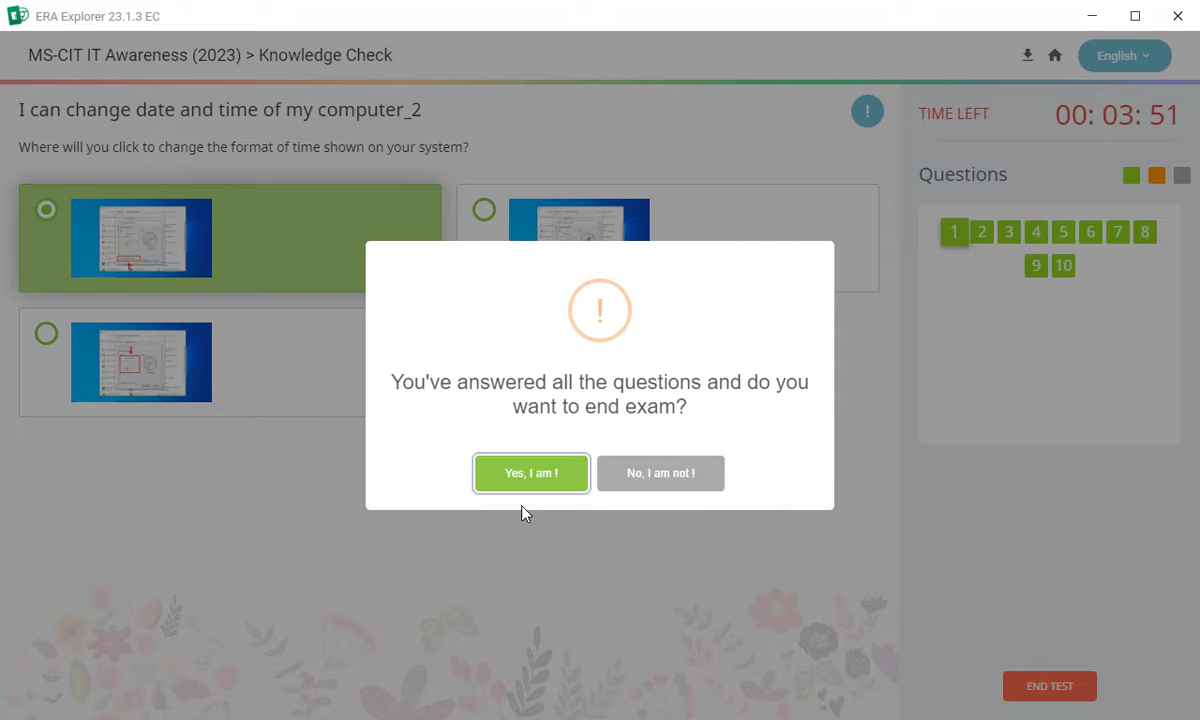 ERA Explorer 23.1.3 EC
MS-CIT IT Awareness (2023) > Knowledge Check
English
I can change date and time of my computer_2
!
TIME LEFT
00: 03: 51
Where will you click to change the format of time shown on your system?
Questions
1 2 3 4 5 6 7 8
9 10
!
You've answered all the questions and do you
want to end exam?
Yes, I am !
No, I am not !
END TEST